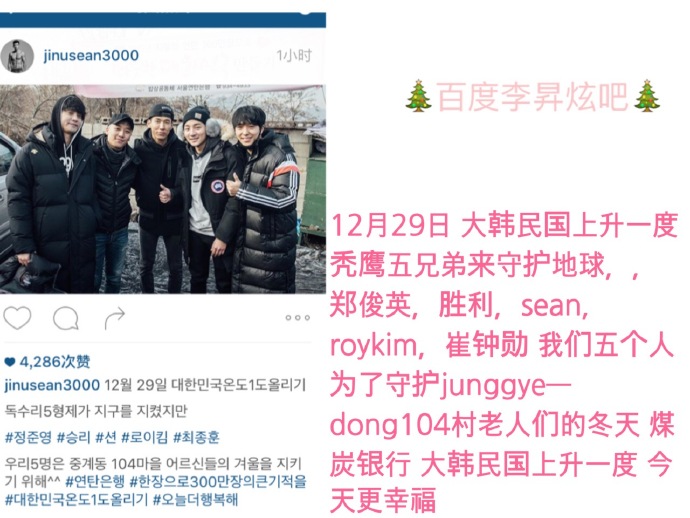 jinusean3000
1小时
4,286次赞
jinusean3000 12월 29일 대한민국온도1도올리기
독수리5형제가 지구를 지켰지만
#정준영 #승리 #션 #로이킴 #최종훈
우리5명은 중계동 104마을 어르신들의 겨울을 지키
기 위해^^ #연탄은행 #한장으로300만장의큰기적을
#대한민국온도1도올리기 #오늘더행복해
🎄百度李昇炫吧🎄
12月29日 大韩民国上升一度
秃鹰五兄弟来守护地球，，
郑俊英，胜利，sean，
roykim，崔钟勋 我们五个人
为了守护junggye—
dong104村老人们的冬天 煤
炭银行 大韩民国上升一度 今
天更幸福